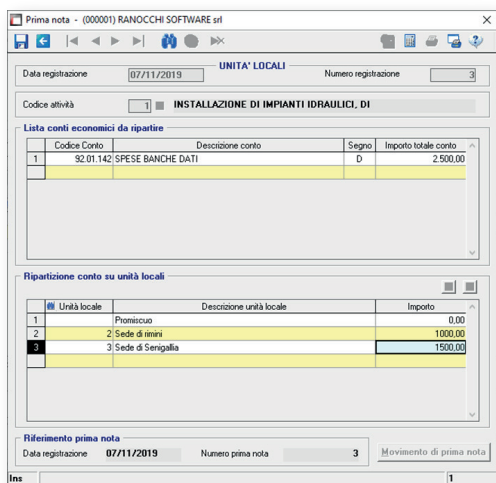 Prima nota - (000001) RANOCCHI SOFTWARE srl
UNITA' LOCALI
Data registrazione 07/11/2019 Numero registrazione 3
Codice attività 1 INSTALLAZIONE DI IMPIANTI IDRAULICI, DI
Lista conti economici da ripartire
Codice Conto Descrizione conto Segno Importo totale conto
1 92.01.142 SPESE BANCHE DATI D 2.500,00
Ripartizione conto su unità locali
Unità locale Descrizione unità locale Importo
1 Promiscuo 0,00
2 2 Sede di rimini 1000,00
3 3 Sede di Senigallia 1500,00
Riferimento prima nota
Data registrazione 07/11/2019 Numero prima nota 3 Movimento di prima nota
Ins 1